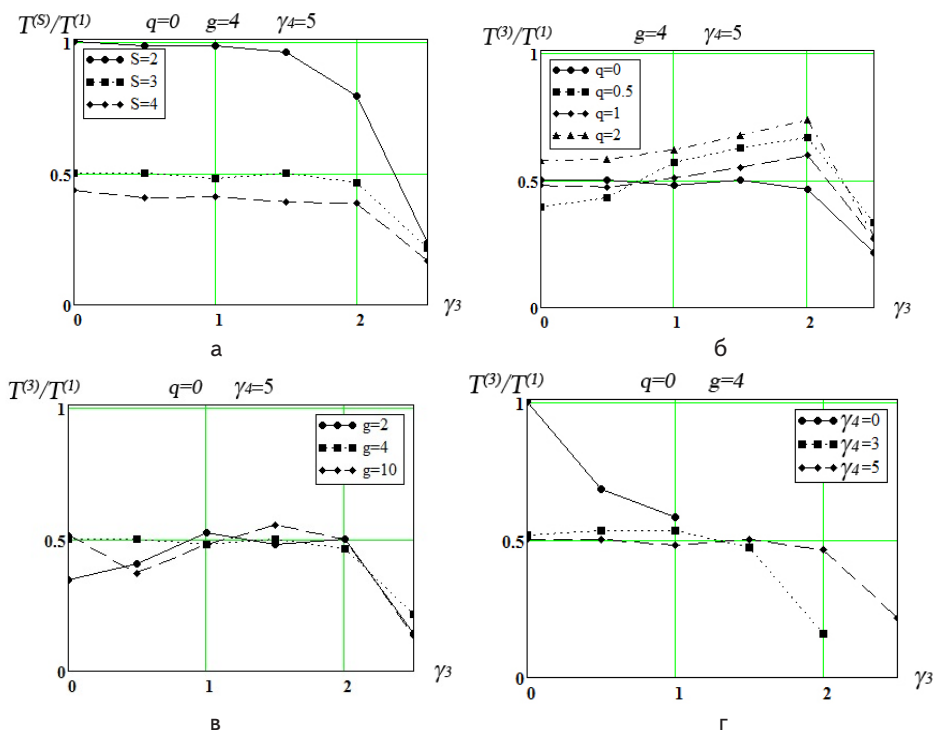 T(S)/T(1) q=0 g=4 γ4=5
1
S=2
S=3
S=4
0.5
0
0 1 2
γ3
а
T(3)/T(1) g=4 γ4=5
1
q=0
q=0.5
q=1
q=2
0.5
0
0 1 2
γ3
б
T(3)/T(1) q=0 γ4=5
1
g=2
g=4
g=10
0.5
0
0 1 2
γ3
в
T(3)/T(1) q=0 g=4
1
γ4=0
γ4=3
γ4=5
0.5
0
0 1 2
γ3
г